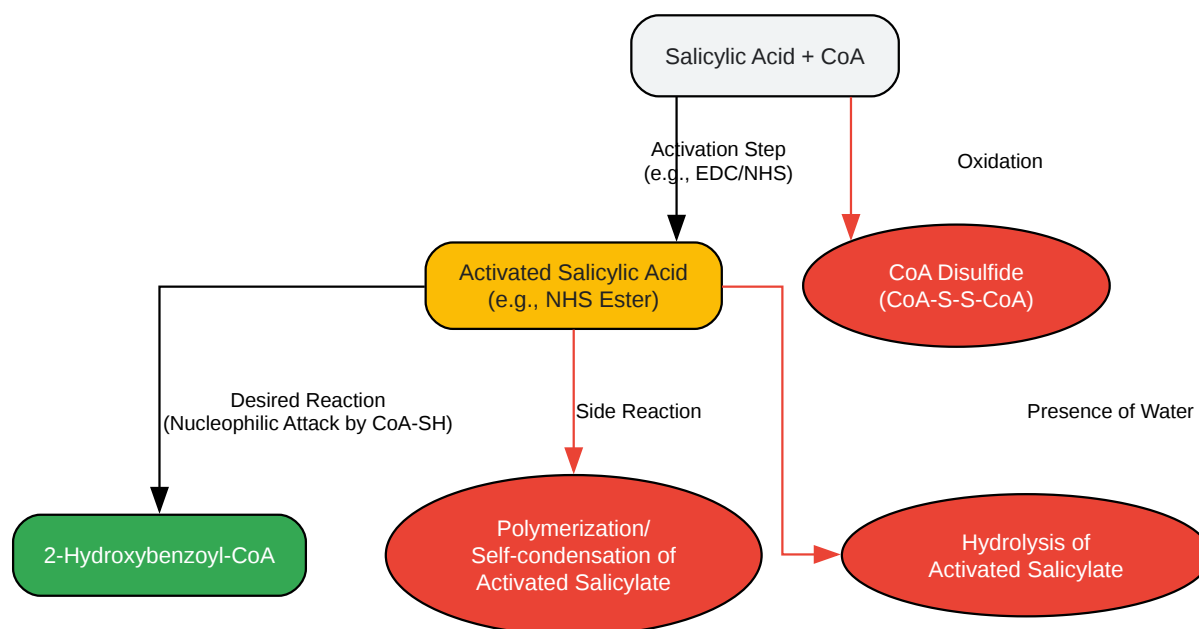 Salicylic Acid + CoA
Activation Step
(e.g., EDC/NHS)
Oxidation
Activated Salicylic Acid
(e.g., NHS Ester)
CoA Disulfide
(CoA-S-S-CoA)
Desired Reaction
(Nucleophilic Attack by CoA-SH)
Side Reaction
Presence of Water
2-Hydroxybenzoyl-CoA
Polymerization/
Self-condensation of
Activated Salicylate
Hydrolysis of
Activated Salicylate